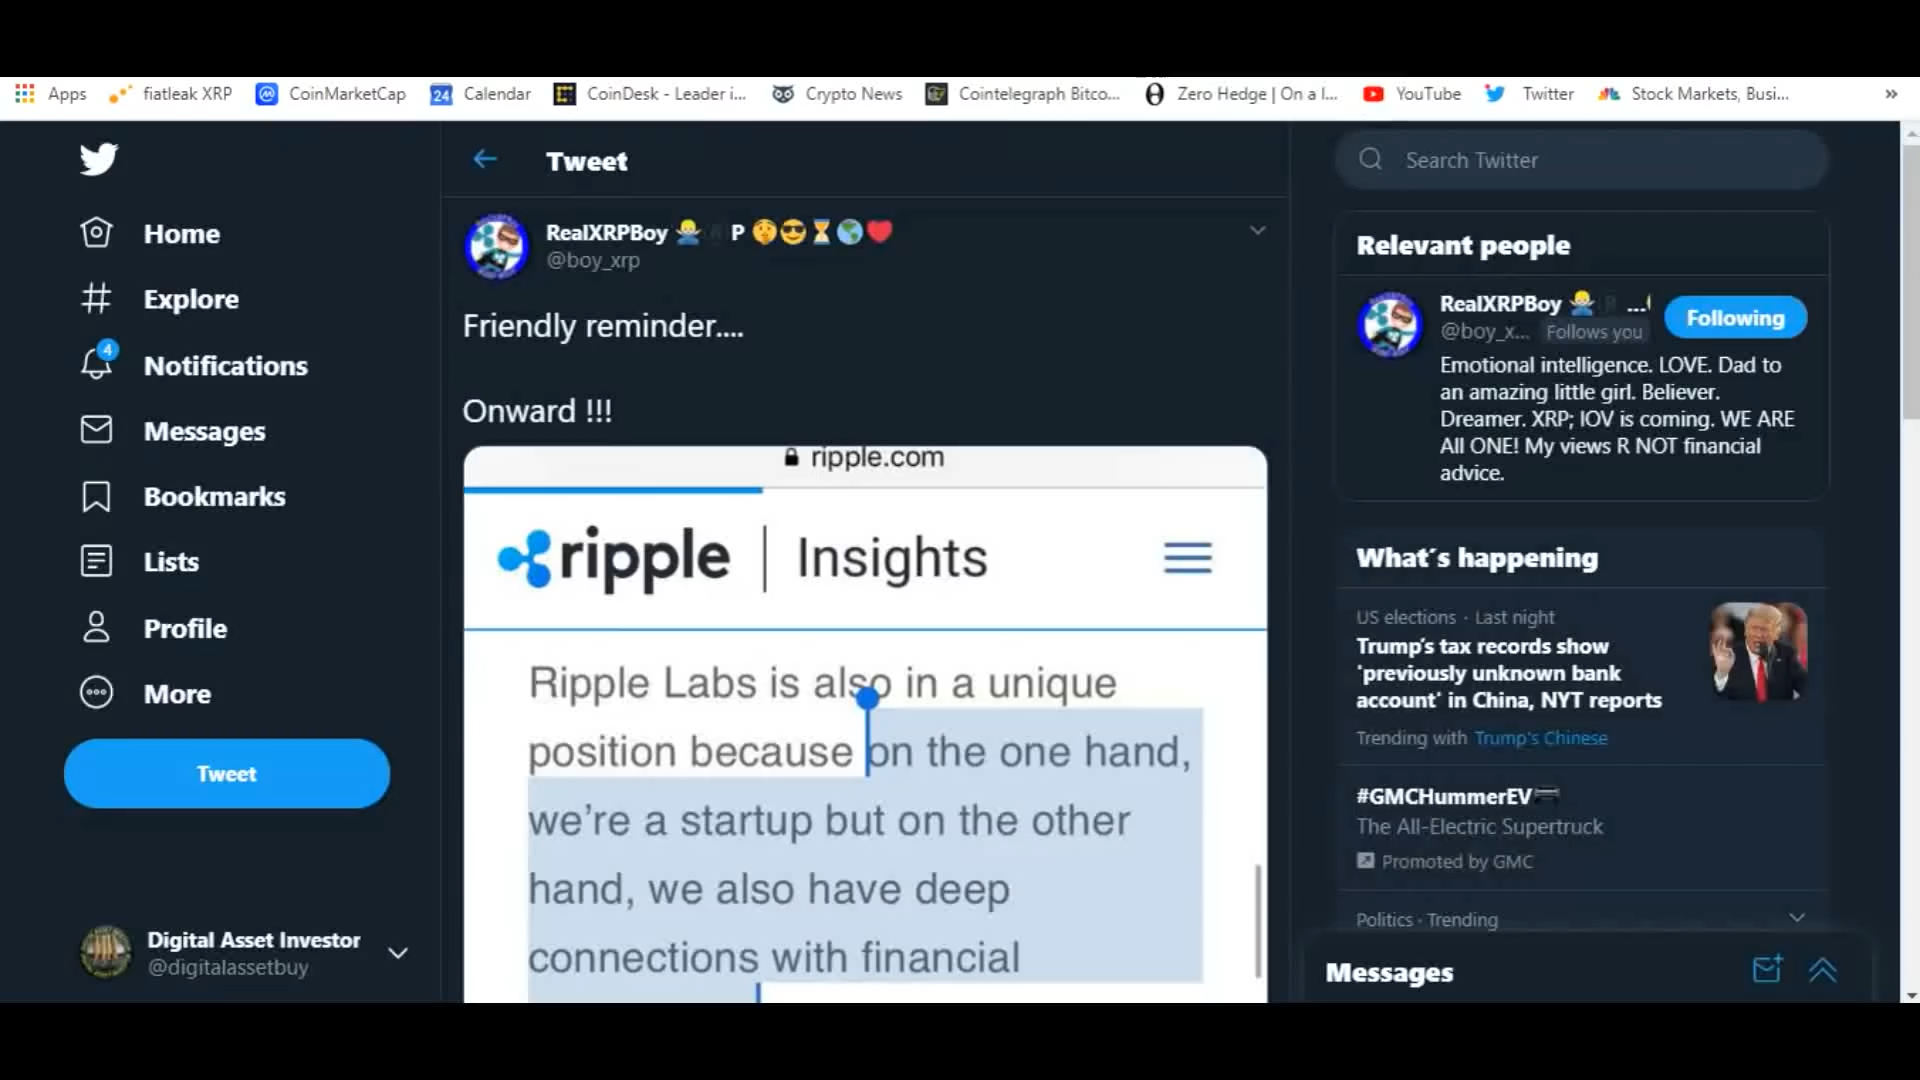 Apps fiatleak XRP CoinMarketCap 24 Calendar CoinDesk - Leader i... Crypto News Cointelegraph Bitco... Zero Hedge | On a l... YouTube Twitter Stock Markets, Busi... »
Home
Explore
4
Notifications
Messages
Bookmarks
Lists
Profile
More
Tweet
Digital Asset Investor
@digitalassetbuy
Tweet
RealXRPBoy P
@boy_xrp
Friendly reminder....
Onward !!!
ripple.com
ripple | Insights
Ripple Labs is also in a unique
position because on the one hand,
we're a startup but on the other
hand, we also have deep
connections with financial
Search Twitter
Relevant people
RealXRPBoy ...
@boy_x... Follows you
Following
Emotional intelligence. LOVE. Dad to
an amazing little girl. Believer.
Dreamer. XRP; IOV is coming. WE ARE
All ONE! My views R NOT financial
advice.
What's happening
US elections · Last night
Trump's tax records show
'previously unknown bank
account' in China, NYT reports
Trending with Trump's Chinese
#GMCHummerEV
The All-Electric Supertruck
Promoted by GMC
Politics · Trending
Messages